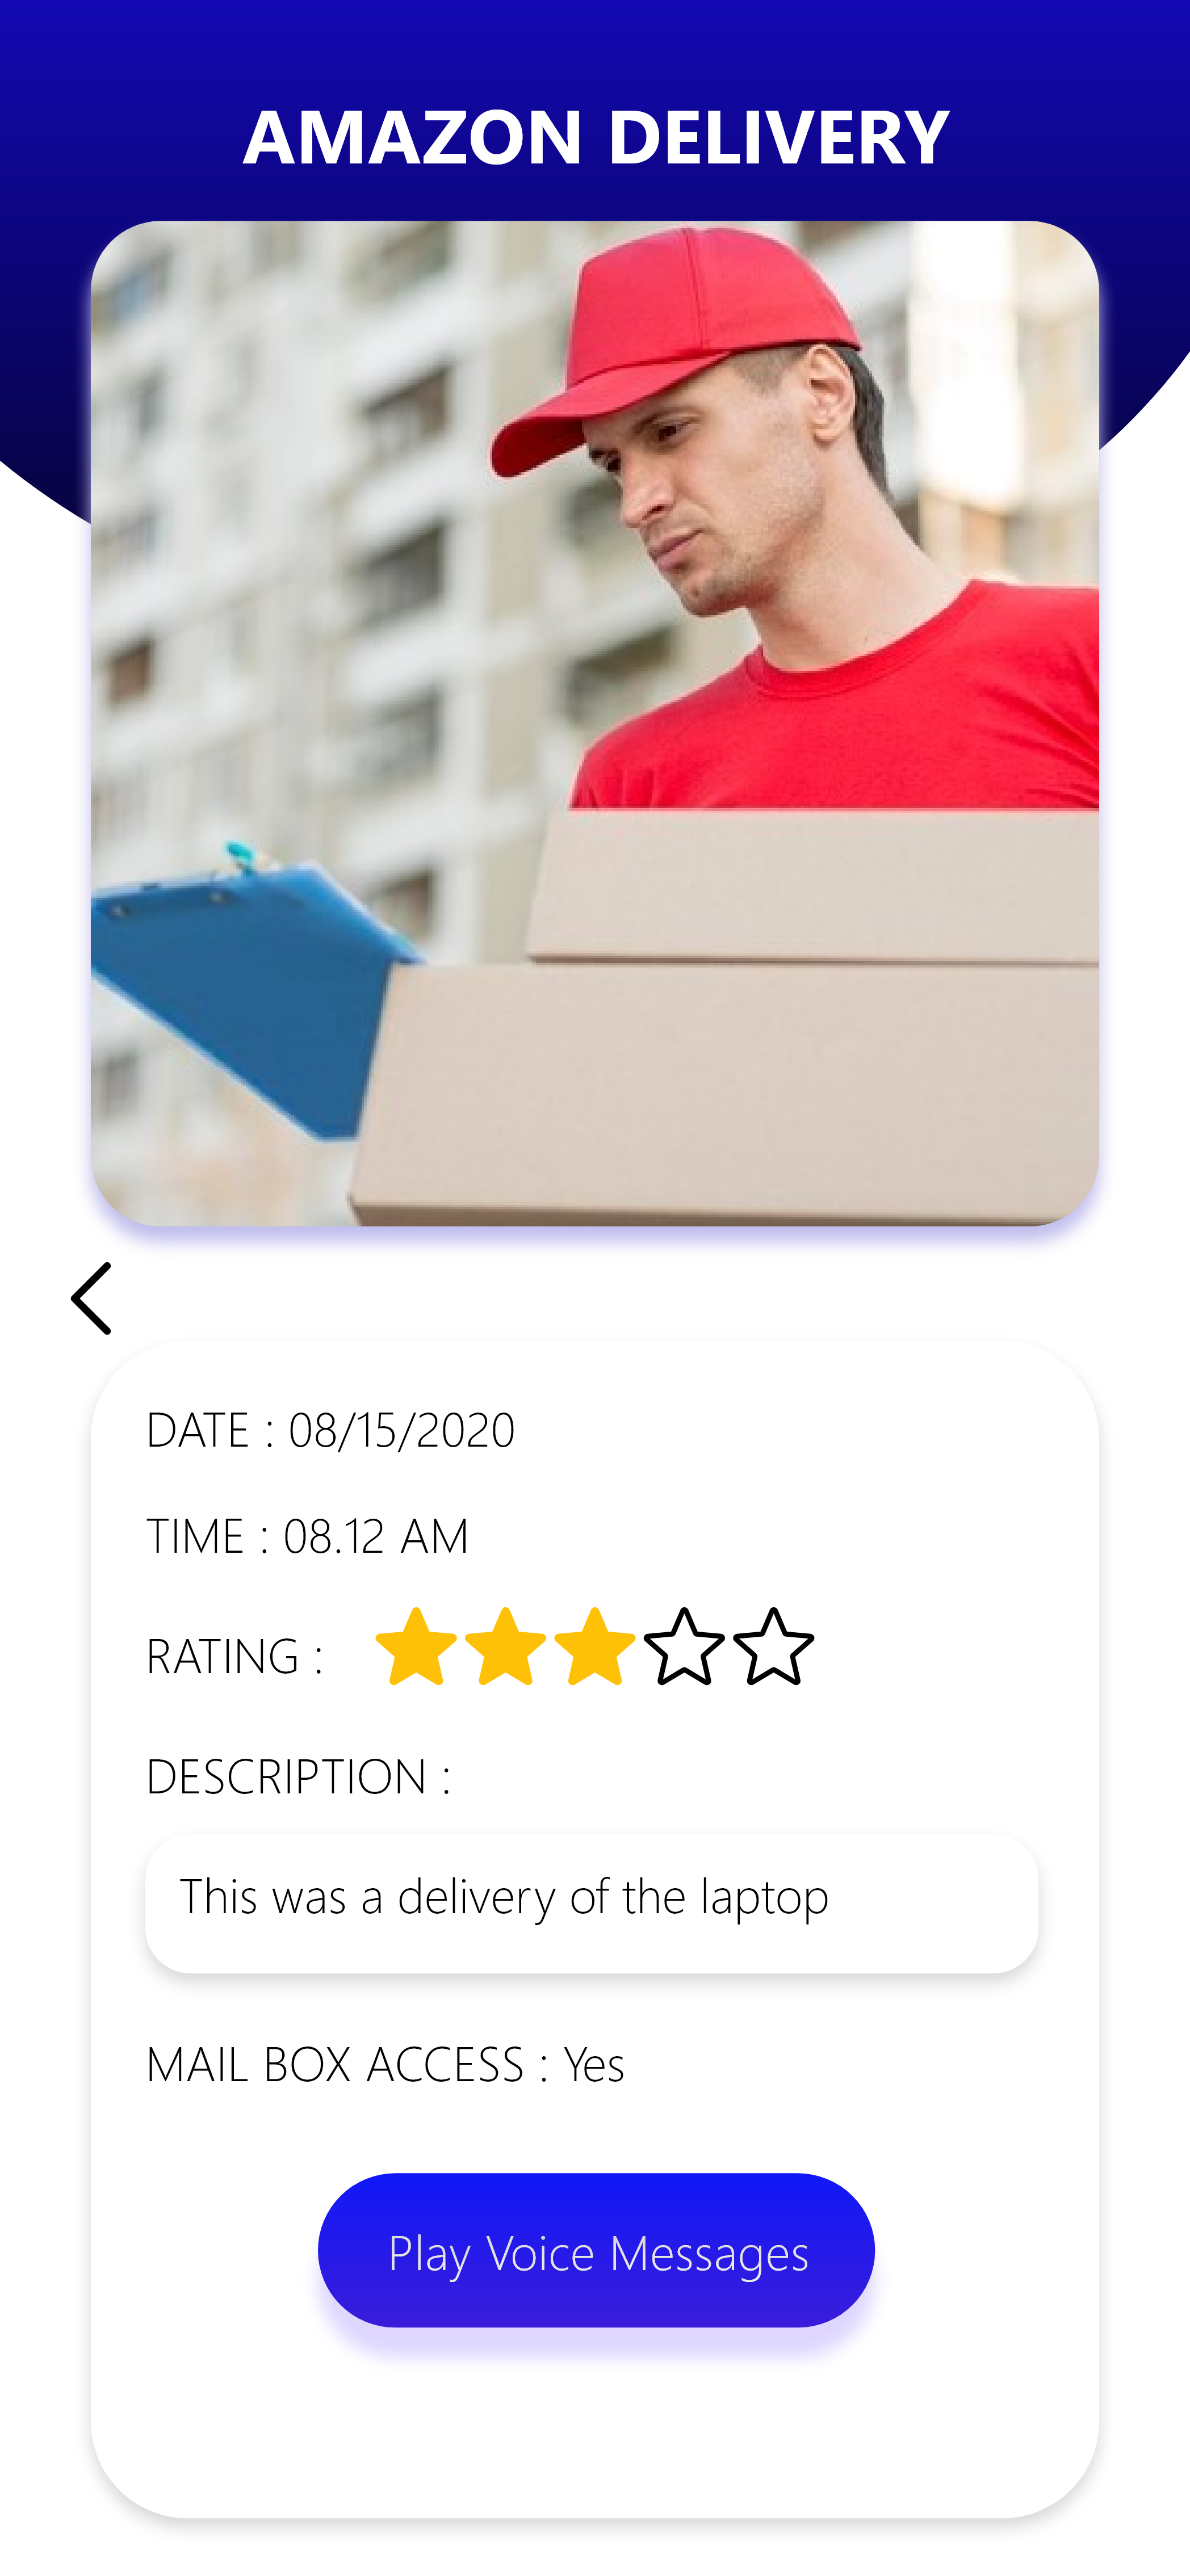 AMAZON DELIVERY
DATE : 08/15/2020
TIME : 08.12 AM
RATING :
DESCRIPTION :
This was a delivery of the laptop
MAIL BOX ACCESS : Yes
Play Voice Messages